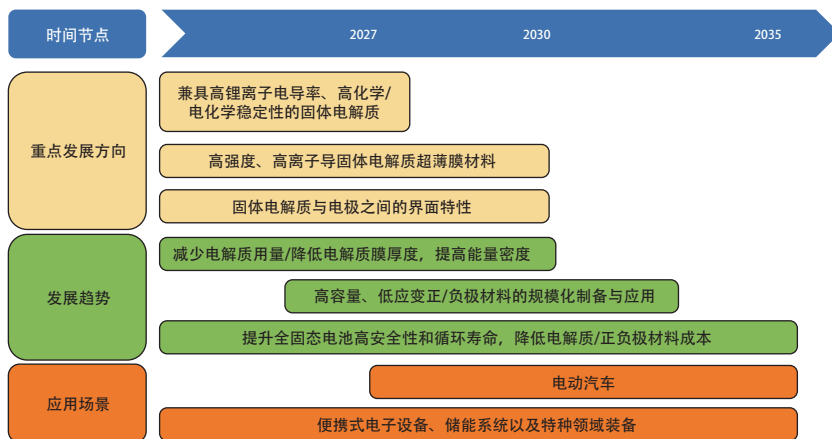 时间节点
2027
2030
2035
重点发展方向
兼具高锂离子电导率、高化学/
电化学稳定性的固体电解质
高强度、高离子导固体电解质超薄膜材料
固体电解质与电极之间的界面特性
发展趋势
减少电解质用量/降低电解质膜厚度，提高能量密度
高容量、低应变正/负极材料的规模化制备与应用
提升全固态电池高安全性和循环寿命，降低电解质/正负极材料成本
应用场景
电动汽车
便携式电子设备、储能系统以及特种领域装备